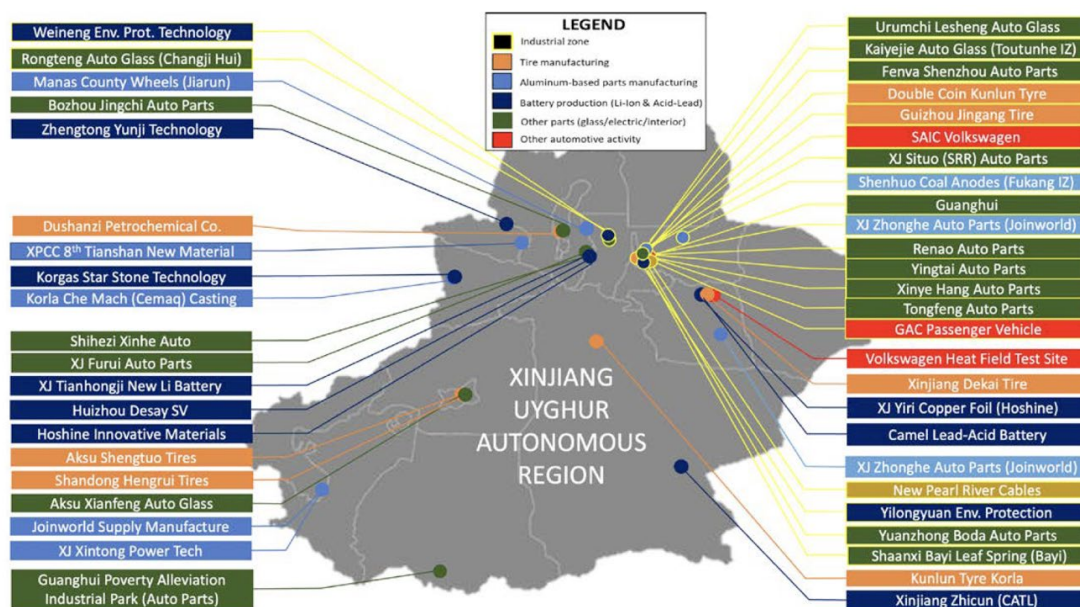 Weineng Env. Prot. Technology
Rongteng Auto Glass (Changji Hui)
Manas County Wheels (Jiarun)
Bozhou Jingchi Auto Parts
Zhengtong Yunji Technology
Dushanzi Petrochemical Co.
XPCC 8th Tianshan New Material
Korgas Star Stone Technology
Korla Che Mach (Cemaq) Casting
Shihezi Xinhe Auto
XJ Furui Auto Parts
XJ Tianhongji New Li Battery
Huizhou Desay SV
Hoshine Innovative Materials
Aksu Shengtuo Tires
Shandong Hengrui Tires
Aksu Xianfeng Auto Glass
Joinworld Supply Manufacture
XJ Xintong Power Tech
Guanghui Poverty Alleviation
Industrial Park (Auto Parts)
LEGEND
Industrial zone
Tire manufacturing
Aluminum-based parts manufacturing
Battery production (Li-Ion & Acid-Lead)
Other parts (glass/electric/interior)
Other automotive activity
XINJIANG
UYGHUR
AUTONOMOUS
REGION
Urumchi Lesheng Auto Glass
Kaiyejie Auto Glass (Toutunhe IZ)
Fenva Shenzhou Auto Parts
Double Coin Kunlun Tyre
Guizhou Jingang Tire
SAIC Volkswagen
XJ Situo (SRR) Auto Parts
Shenhuo Coal Anodes (Fukang IZ)
Guanghui
XJ Zhonghe Auto Parts (Joinworld)
Renao Auto Parts
Yingtai Auto Parts
Xinye Hang Auto Parts
Tongfeng Auto Parts
GAC Passenger Vehicle
Volkswagen Heat Field Test Site
Xinjiang Dekai Tire
XJ Yiri Copper Foil (Hoshine)
Camel Lead-Acid Battery
XJ Zhonghe Auto Parts (Joinworld)
New Pearl River Cables
Yilongyuan Env. Protection
Yuanzhong Boda Auto Parts
Shaanxi Bayi Leaf Spring (Bayi)
Kunlun Tyre Korla
Xinjiang Zhicun (CATL)